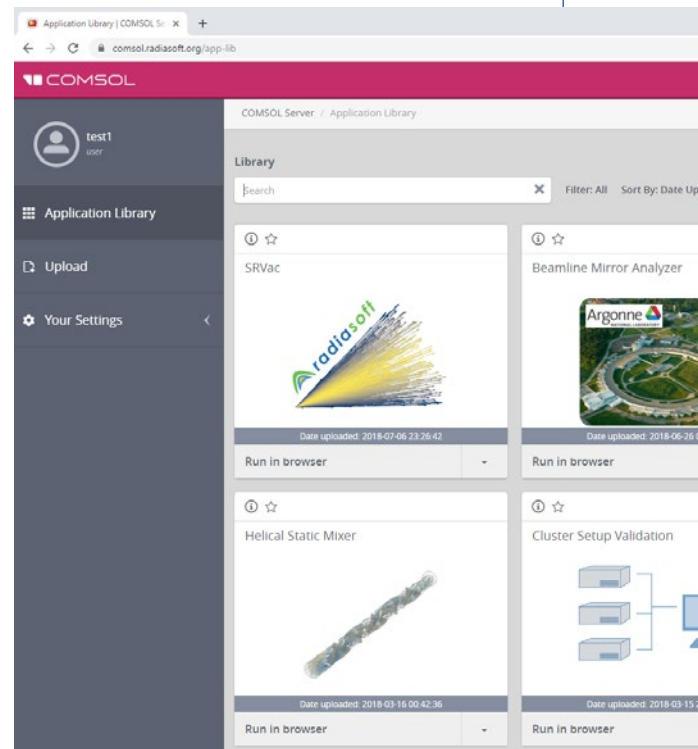 Application Library | COMSOL Se
comsol.radiasoft.org/app-lib
COMSOL
test1
user
Application Library
Upload
Your Settings
COMSOL Server / Application Library
Library
Search
Filter: All Sort By: Date Up
SRVac
radiasoft
Date uploaded: 2018-07-06 23:26:42
Run in browser
Beamline Mirror Analyzer
Argonne
NATIONAL LABORATORY
Date uploaded: 2018-06-26
Run in browser
Helical Static Mixer
Date uploaded: 2018-03-16 00:42:36
Run in browser
Cluster Setup Validation
Date uploaded: 2018-03-15
Run in browser